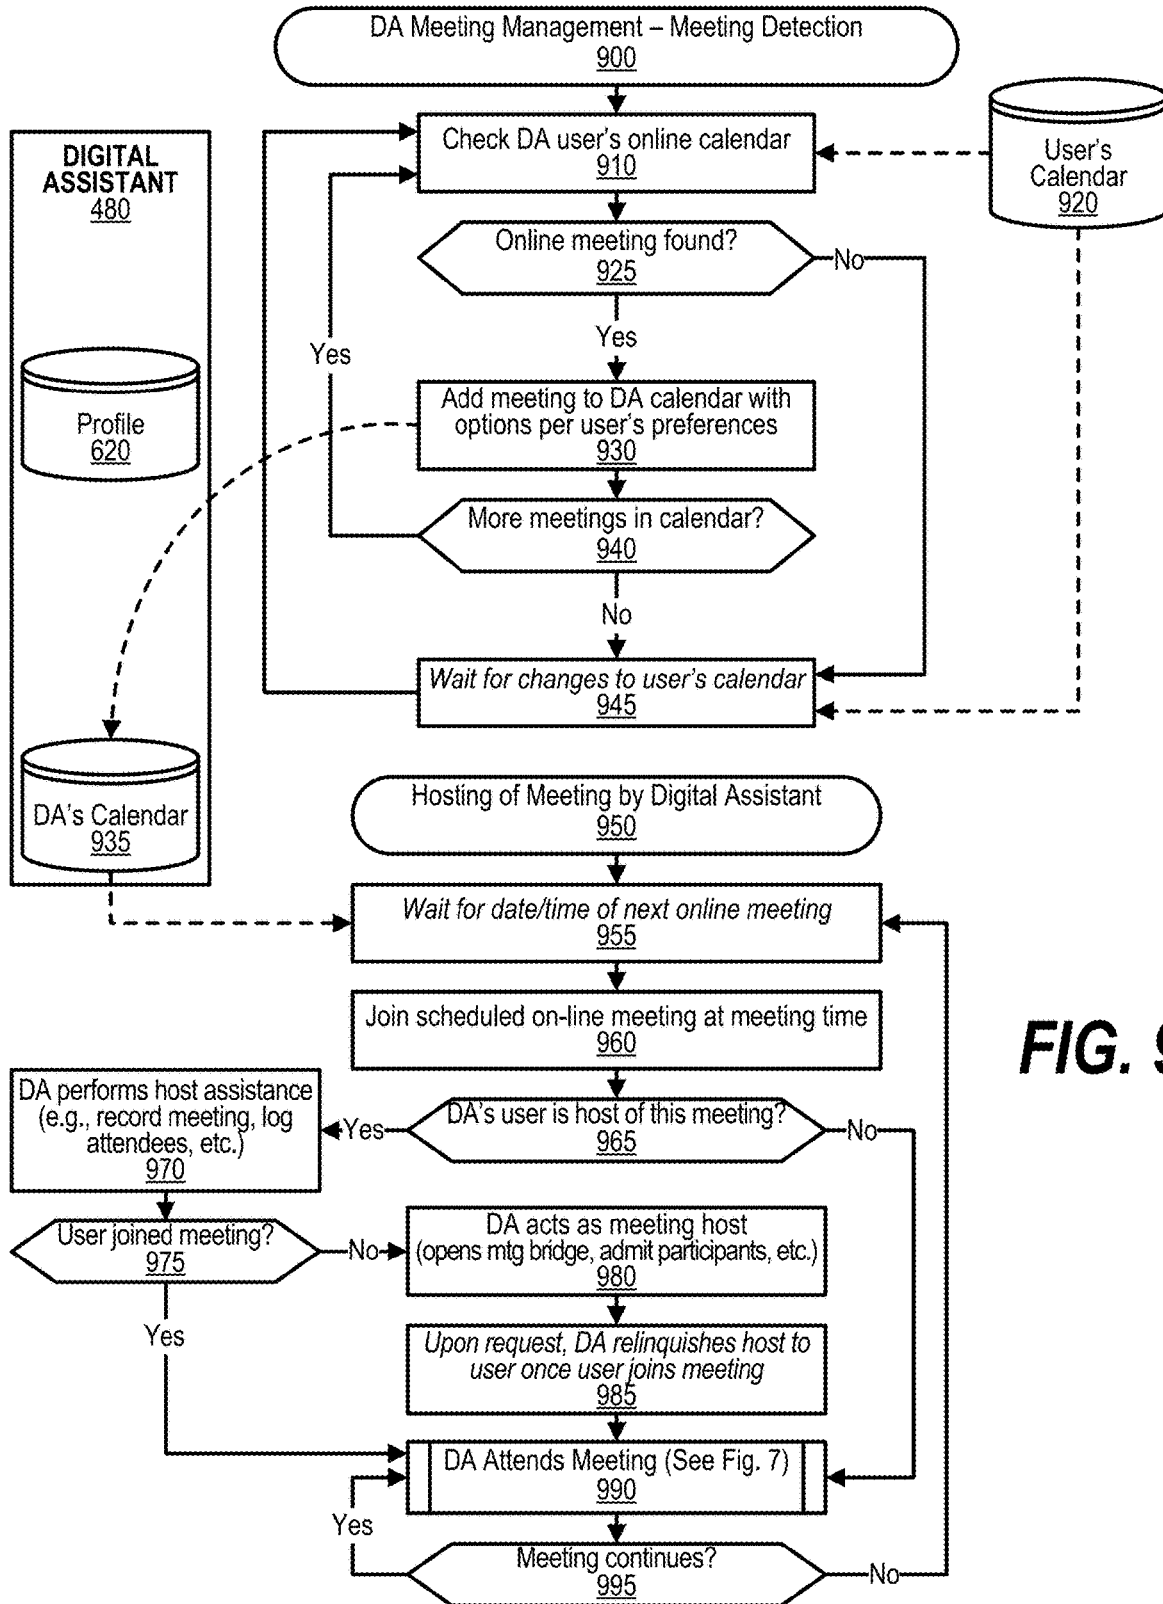 DA Meeting Management – Meeting Detection
900
Check DA user's online calendar
910
User's
Calendar
920
DIGITAL
ASSISTANT
480
Online meeting found?
925
No
Yes
Yes
Add meeting to DA calendar with
options per user's preferences
930
Profile
620
More meetings in calendar?
940
No
Wait for changes to user's calendar
945
DA's Calendar
935
Hosting of Meeting by Digital Assistant
950
Wait for date/time of next online meeting
955
Join scheduled on-line meeting at meeting time
960
FIG. 9
DA performs host assistance
(e.g., record meeting, log
attendees, etc.)
970
DA's user is host of this meeting?
965
Yes
No
User joined meeting?
975
No
DA acts as meeting host
(opens mtg bridge, admit participants, etc.)
980
Yes
Upon request, DA relinquishes host to
user once user joins meeting
985
DA Attends Meeting (See Fig. 7)
990
Yes
Meeting continues?
995
No